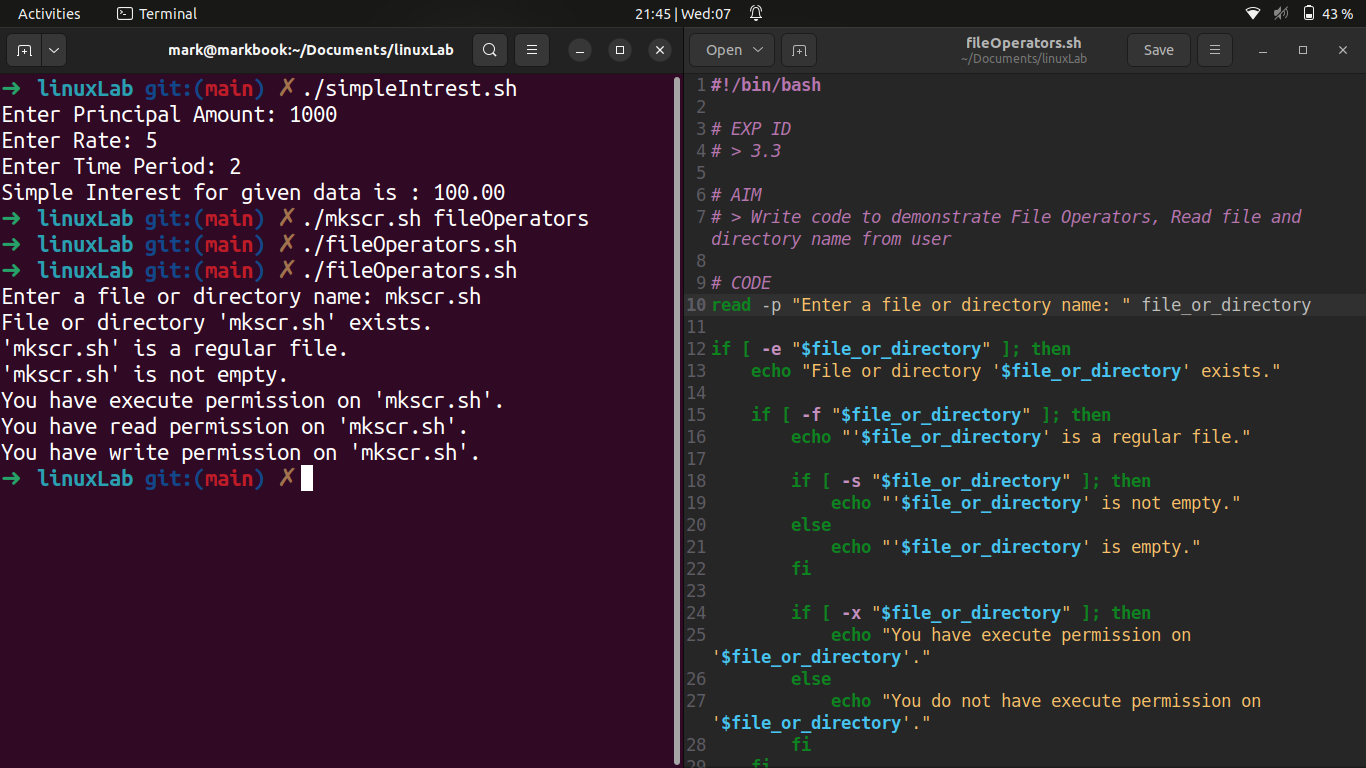 Activities Terminal 21:45 | Wed:07 43 %
mark@markbook:~/Documents/linuxLab
➜ linuxLab git:(main) ✗ ./simpleIntrest.sh
Enter Principal Amount: 1000
Enter Rate: 5
Enter Time Period: 2
Simple Interest for given data is : 100.00
➜ linuxLab git:(main) ✗ ./mkscr.sh fileOperators
➜ linuxLab git:(main) ✗ ./fileOperators.sh
➜ linuxLab git:(main) ✗ ./fileOperators.sh
Enter a file or directory name: mkscr.sh
File or directory 'mkscr.sh' exists.
'mkscr.sh' is a regular file.
'mkscr.sh' is not empty.
You have execute permission on 'mkscr.sh'.
You have read permission on 'mkscr.sh'.
You have write permission on 'mkscr.sh'.
➜ linuxLab git:(main) ✗
Open fileOperators.sh Save
~/Documents/linuxLab
1 #!/bin/bash
2
3 # EXP ID
4 # > 3.3
5
6 # AIM
7 # > Write code to demonstrate File Operators, Read file and
directory name from user
8
9 # CODE
10 read -p "Enter a file or directory name: " file_or_directory
11
12 if [ -e "$file_or_directory" ]; then
13     echo "File or directory '$file_or_directory' exists."
14
15     if [ -f "$file_or_directory" ]; then
16         echo "'$file_or_directory' is a regular file."
17
18         if [ -s "$file_or_directory" ]; then
19             echo "'$file_or_directory' is not empty."
20         else
21             echo "'$file_or_directory' is empty."
22         fi
23
24         if [ -x "$file_or_directory" ]; then
25             echo "You have execute permission on
'$file_or_directory'."
26         else
27             echo "You do not have execute permission on
'$file_or_directory'."
28         fi
29     fi